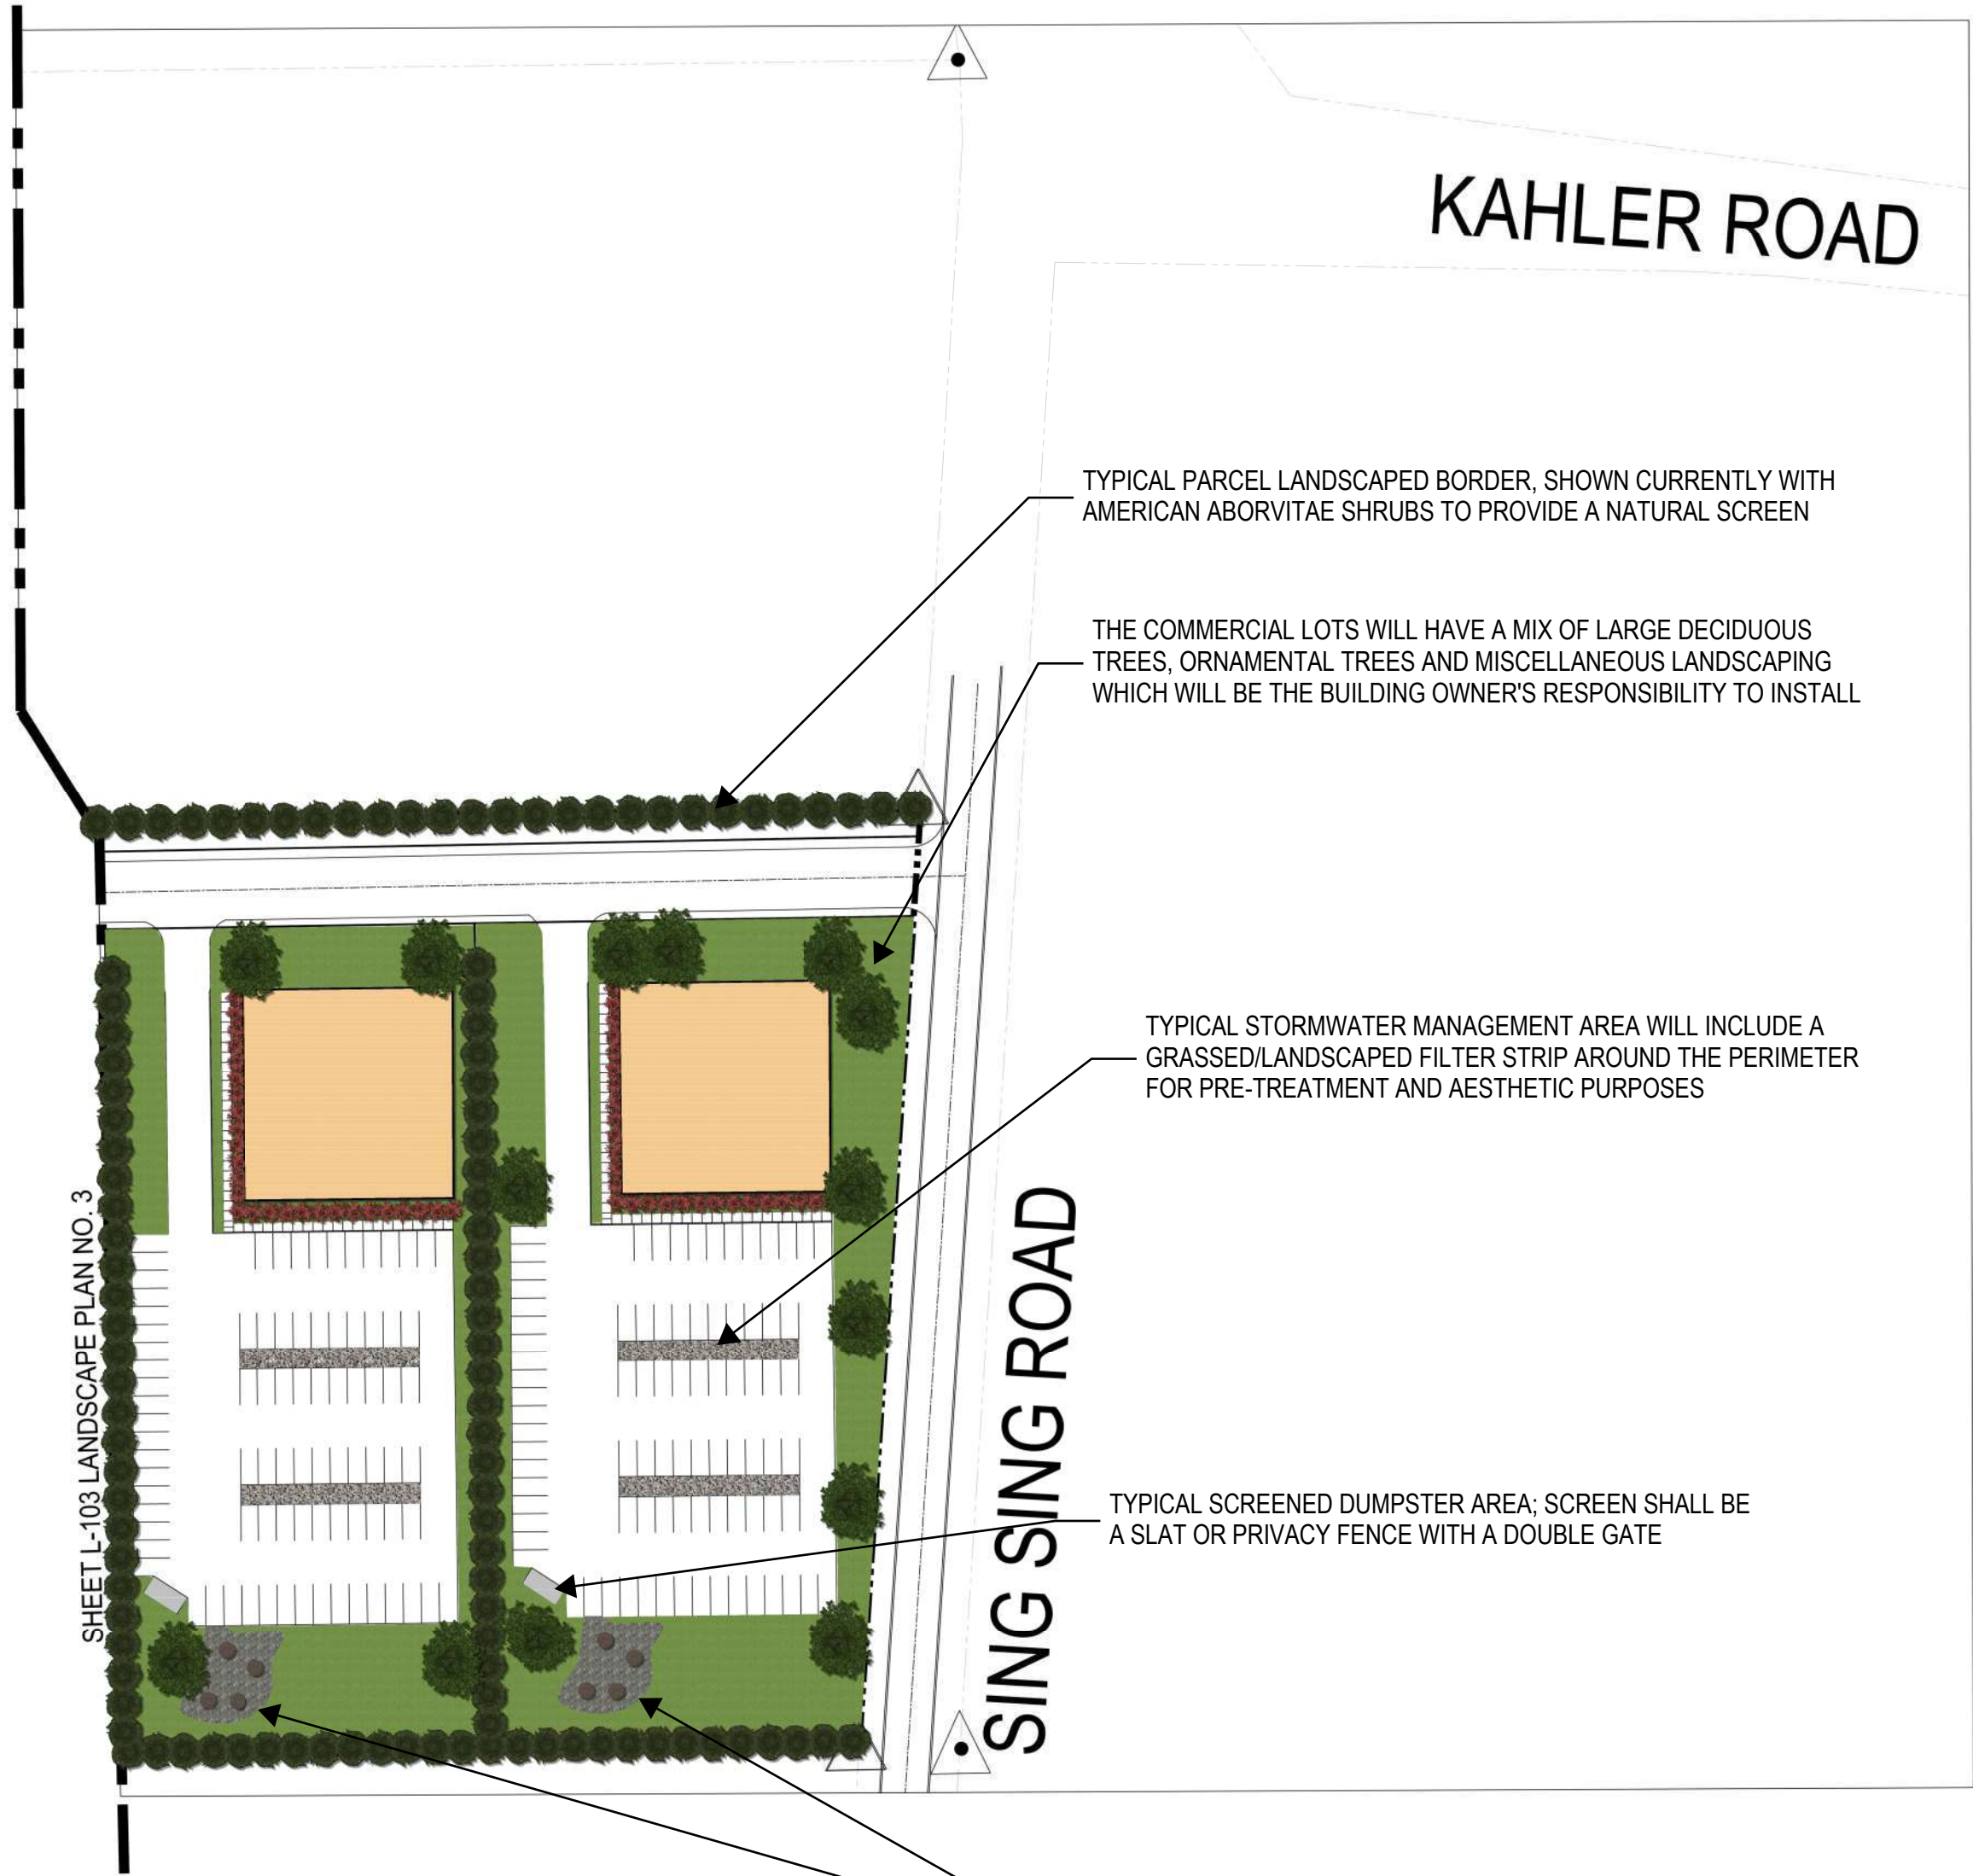 KAHLER ROAD
TYPICAL PARCEL LANDSCAPED BORDER, SHOWN CURRENTLY WITH
AMERICAN ABORVITAE SHRUBS TO PROVIDE A NATURAL SCREEN
THE COMMERCIAL LOTS WILL HAVE A MIX OF LARGE DECIDUOUS
TREES, ORNAMENTAL TREES AND MISCELLANEOUS LANDSCAPING
WHICH WILL BE THE BUILDING OWNER'S RESPONSIBILITY TO INSTALL
TYPICAL STORMWATER MANAGEMENT AREA WILL INCLUDE A
GRASSED/LANDSCAPED FILTER STRIP AROUND THE PERIMETER
FOR PRE-TREATMENT AND AESTHETIC PURPOSES
SHEET L-103 LANDSCAPE PLAN NO. 3
SING SING ROAD
TYPICAL SCREENED DUMPSTER AREA; SCREEN SHALL BE
A SLAT OR PRIVACY FENCE WITH A DOUBLE GATE